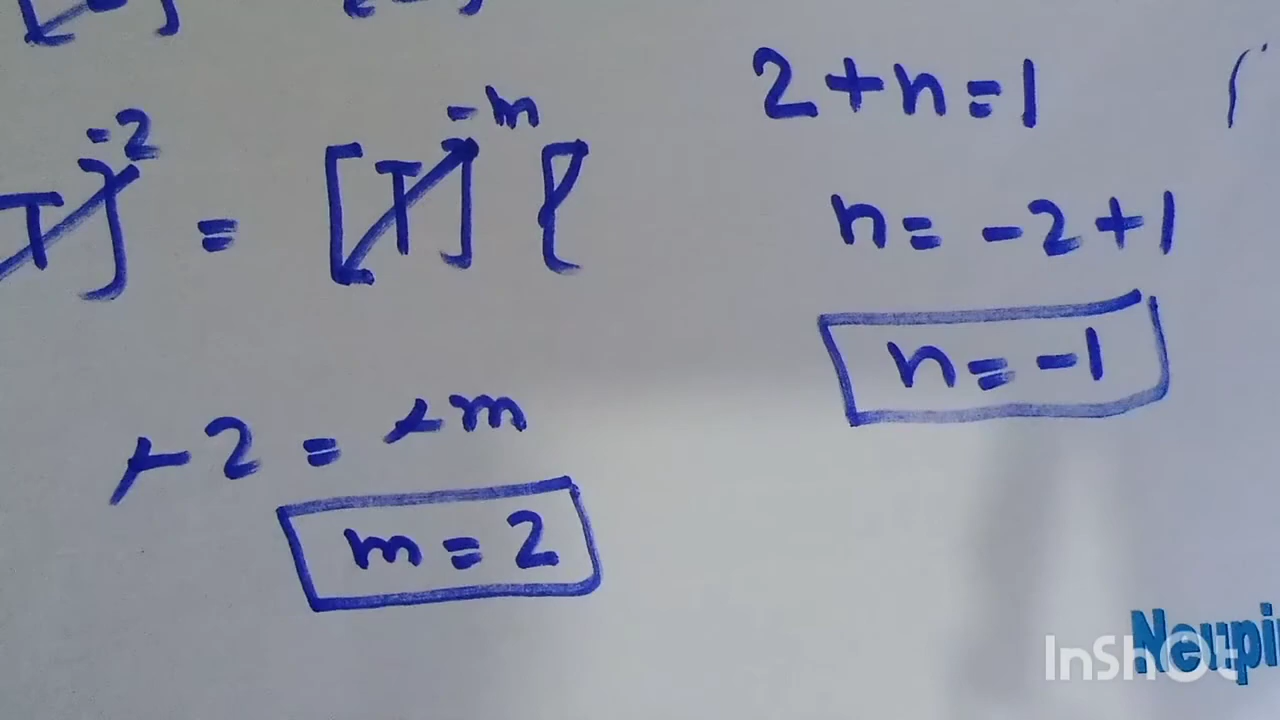 T]⁻² = [T]⁻ᵐ {
-2 = -m
m = 2
2 + n = 1
n = -2 + 1
n = -1
InShOt
Neupi